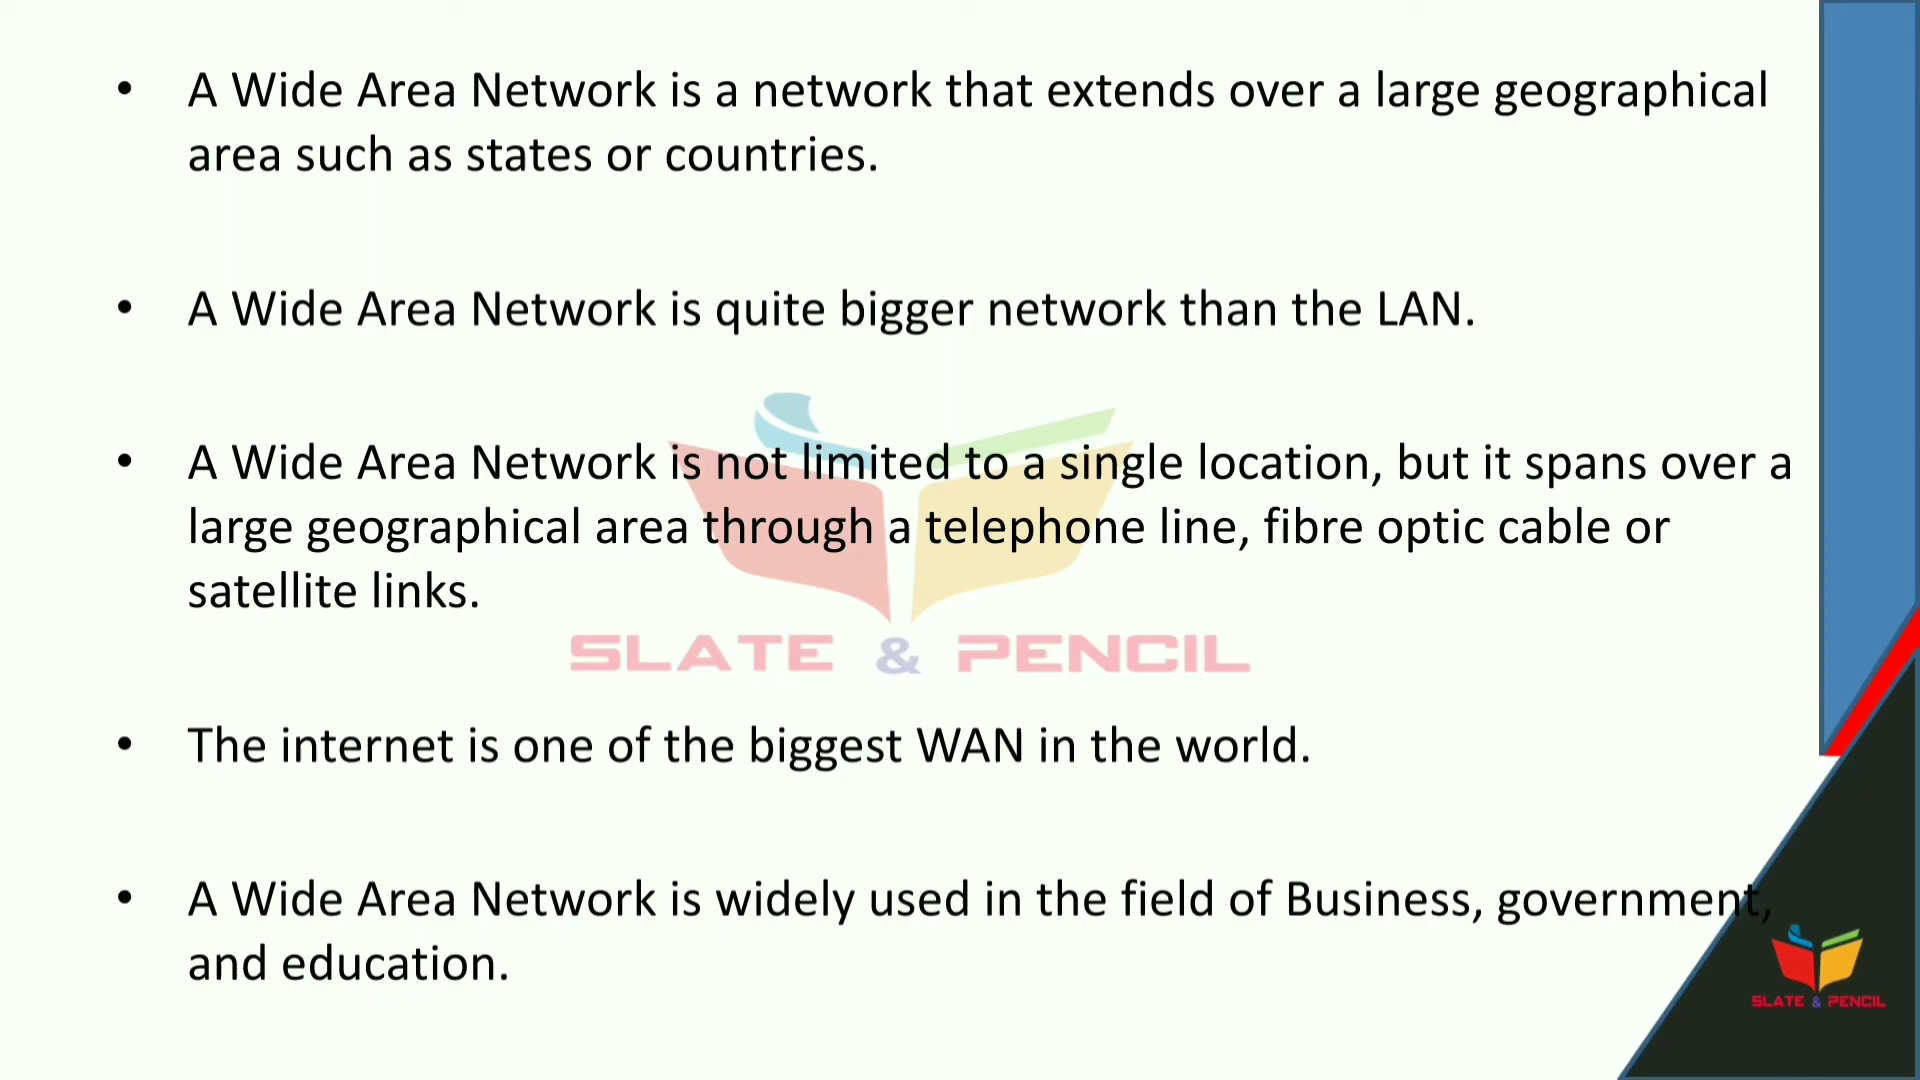 • A Wide Area Network is a network that extends over a large geographical
area such as states or countries.
• A Wide Area Network is quite bigger network than the LAN.
• A Wide Area Network is not limited to a single location, but it spans over a
large geographical area through a telephone line, fibre optic cable or
satellite links.
SLATE & PENCIL
• The internet is one of the biggest WAN in the world.
• A Wide Area Network is widely used in the field of Business, government,
and education.
SLATE & PENCIL